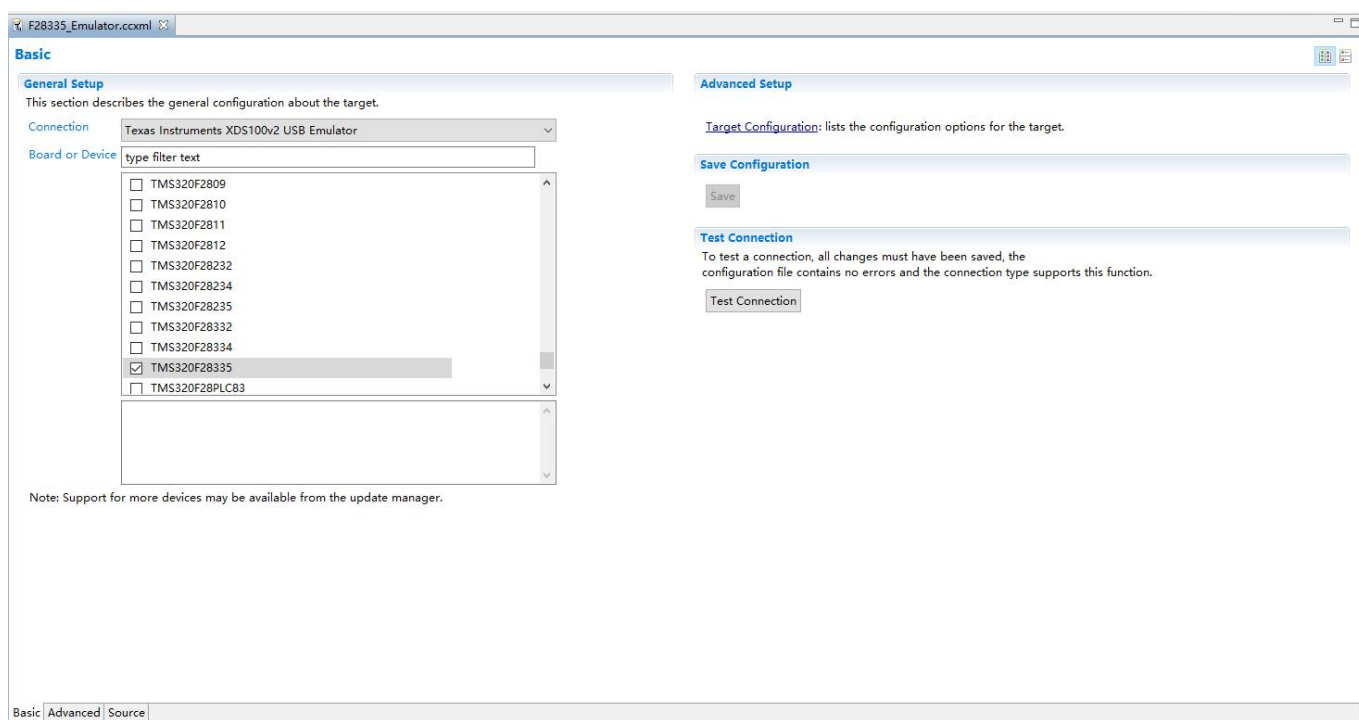 F28335_Emulator.ccxml
Basic
General Setup
This section describes the general configuration about the target.
Connection
Texas Instruments XDS100v2 USB Emulator
Board or Device
type filter text
TMS320F2809
TMS320F2810
TMS320F2811
TMS320F2812
TMS320F28232
TMS320F28234
TMS320F28235
TMS320F28332
TMS320F28334
TMS320F28335
TMS320F28PLC83
Note: Support for more devices may be available from the update manager.
Advanced Setup
Target Configuration: lists the configuration options for the target.
Save Configuration
Save
Test Connection
To test a connection, all changes must have been saved, the
configuration file contains no errors and the connection type supports this function.
Test Connection
Basic Advanced Source